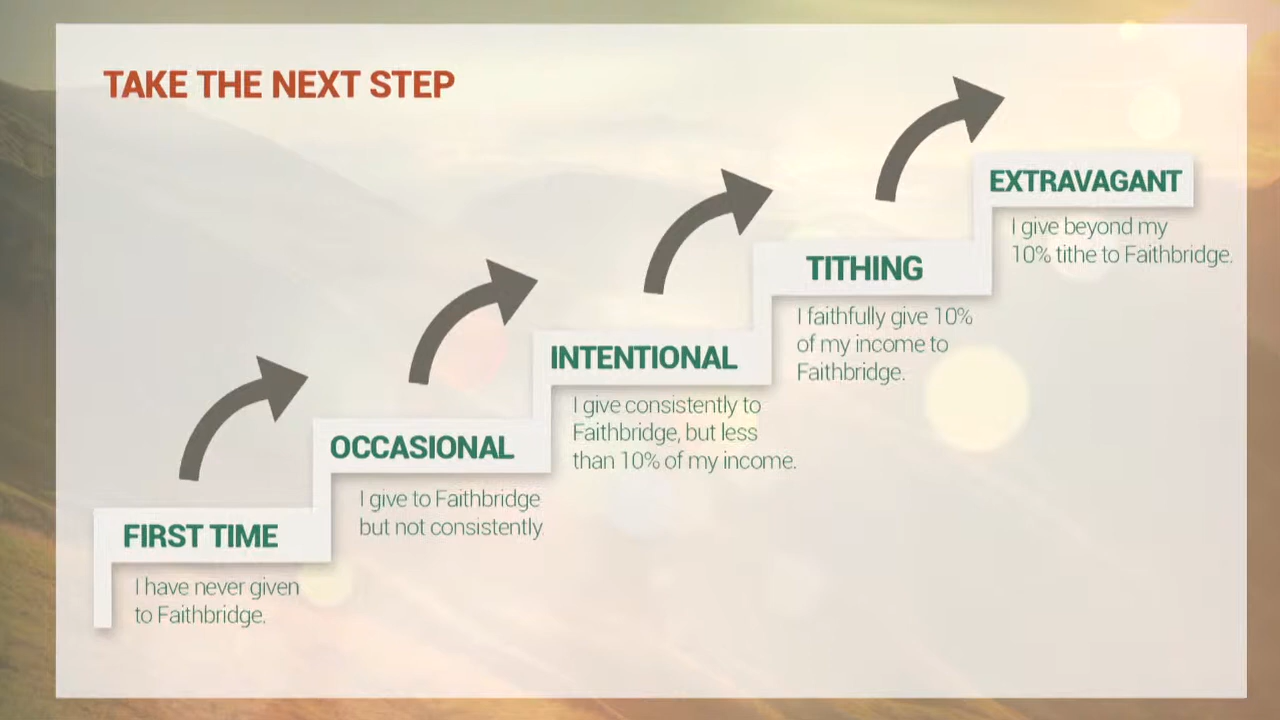 TAKE THE NEXT STEP
FIRST TIME
I have never given
to Faithbridge.
OCCASIONAL
I give to Faithbridge
but not consistently
INTENTIONAL
I give consistently to
Faithbridge, but less
than 10% of my income.
TITHING
I faithfully give 10%
of my income to
Faithbridge.
EXTRAVAGANT
I give beyond my
10% tithe to Faithbridge.